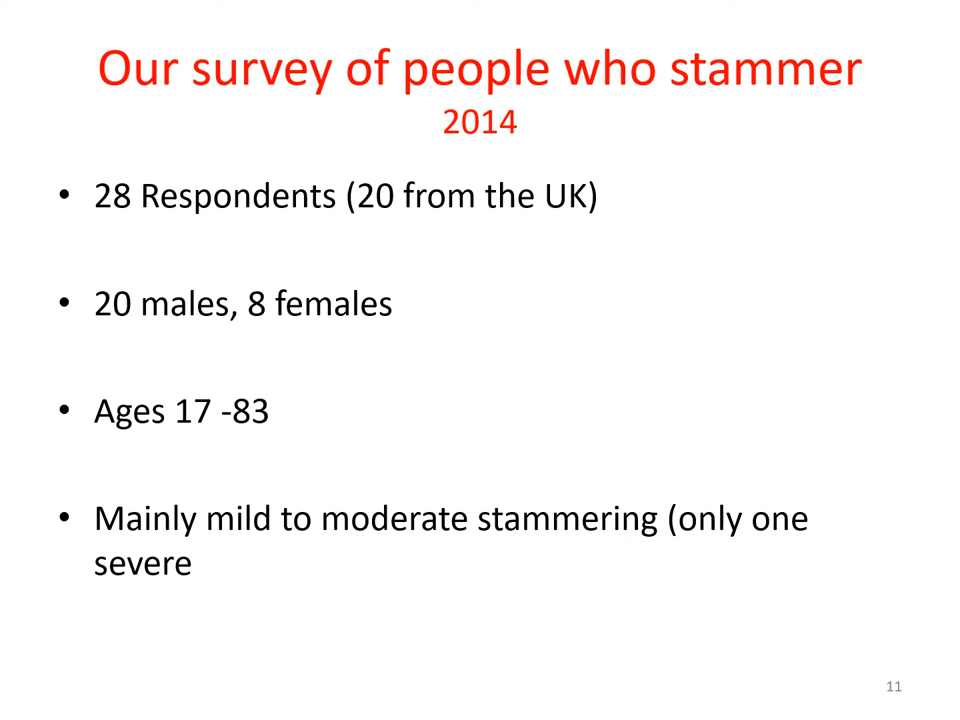 Our survey of people who stammer
2014
• 28 Respondents (20 from the UK)
• 20 males, 8 females
• Ages 17 -83
• Mainly mild to moderate stammering (only one
severe
11